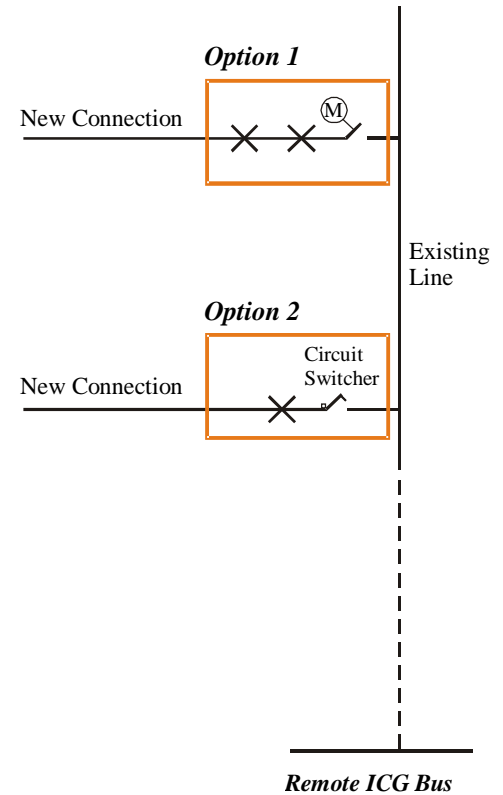 Option 1
New Connection
M
Existing
Line
Option 2
Circuit
Switcher
New Connection
Remote ICG Bus